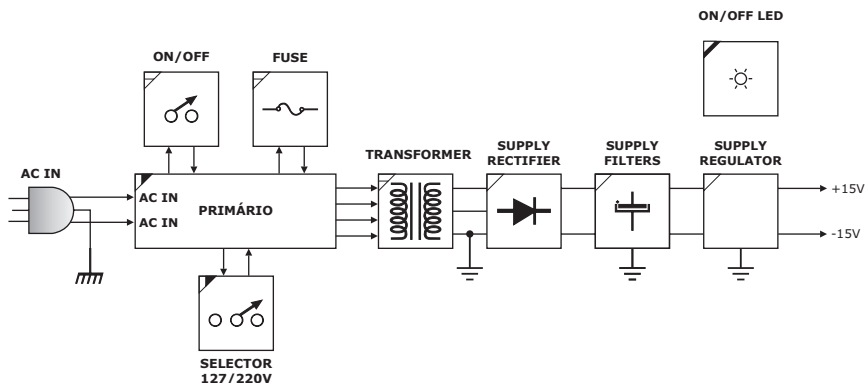 ON/OFF LED
ON/OFF
FUSE
AC IN
AC IN
AC IN
PRIMÁRIO
TRANSFORMER
SUPPLY
RECTIFIER
SUPPLY
FILTERS
SUPPLY
REGULATOR
+15V
-15V
SELECTOR
127/220V